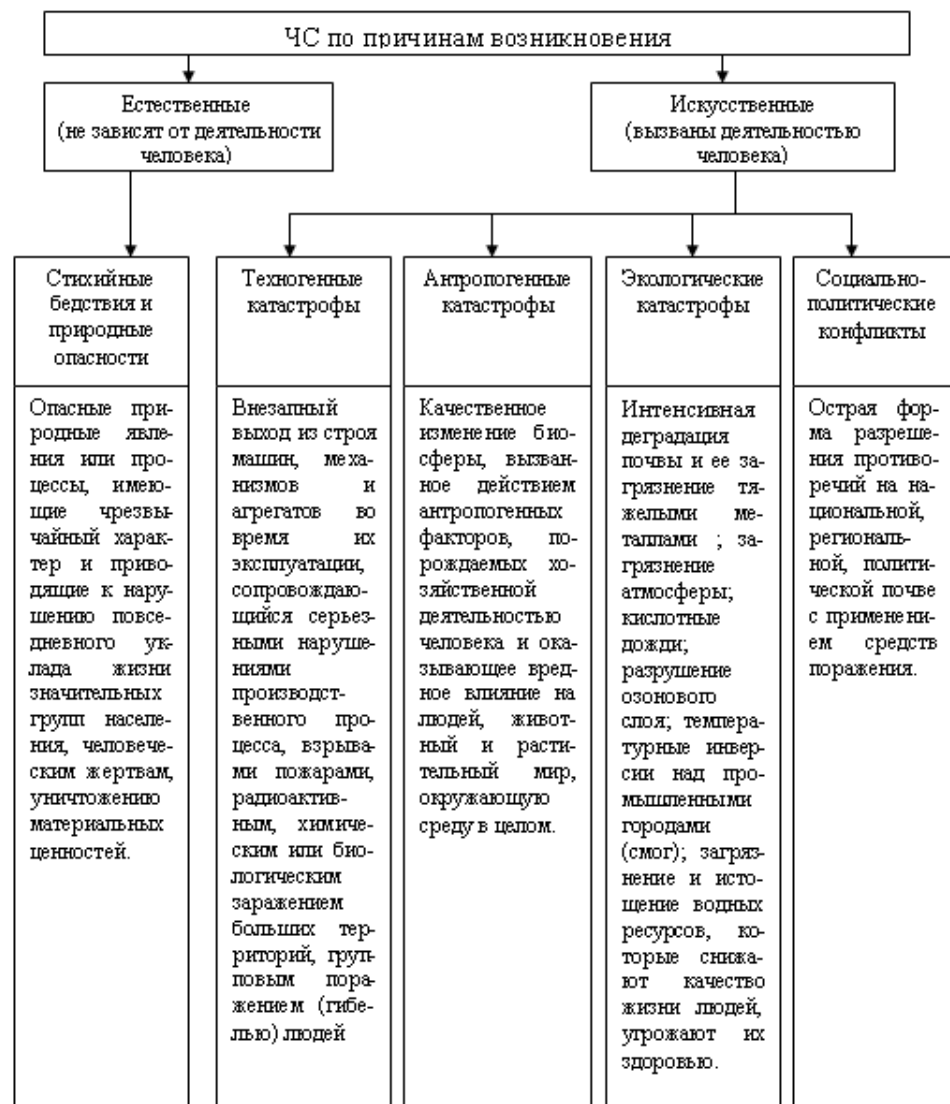 ЧС по причинам возникновения
Естественные
(не зависят от деятельности
человека)
Искусственные
(вызваны деятельностью
человека)
Стихийные
бедствия и
природные
опасности
Опасные при-
родные явле-
ния или про-
цессы, имею-
щие чрезвы-
чайный харак-
тер и приво-
дящие к нару-
шению повсе-
дневного ук-
лада жизни
значительных
групп населе-
ния, человече-
ским жертвам,
уничтожению
материальных
ценностей.
Техногенные
катастрофы
Внезапный
выход из строя
машин, меха-
низмов и
агрегатов во
время их
эксплуатации,
сопровождаю-
щийся серьез-
ными наруше-
ниями
производст-
венного про-
цесса, взрыва-
ми пожарами,
радиоактив-
ным, химиче-
ским или био-
логическим
заражением
больших тер-
риторий, груп-
повым пора-
жением (гибе-
лью) людей
Антропогенные
катастрофы
Качественное
изменение био-
сферы, вызван-
ное действием
антропогенных
факторов, по-
рождаемых хо-
зяйственной
деятельностью
человека и ока-
зывающее вред-
ное влияние на
людей, живот-
ный и расти-
тельный мир,
окружающую
среду в целом.
Экологические
катастрофы
Интенсивная
деградация
почвы и ее за-
грязнение тя-
желыми ме-
таллами ; за-
грязнение
атмосферы;
кислотные
дожди;
разрушение
озонового
слоя; темпера-
турные инвер-
сии над про-
мышленными
городами
(смог); загряз-
нение и исто-
щение водных
ресурсов, ко-
торые снижа-
ют качество
жизни людей,
угрожают их
здоровью.
Социально-
политические
конфликты
Острая фор-
ма разреше-
ния противо-
речий на на-
циональной,
региональ-
ной, полити-
ческой почве
с применени-
ем средств
поражения.